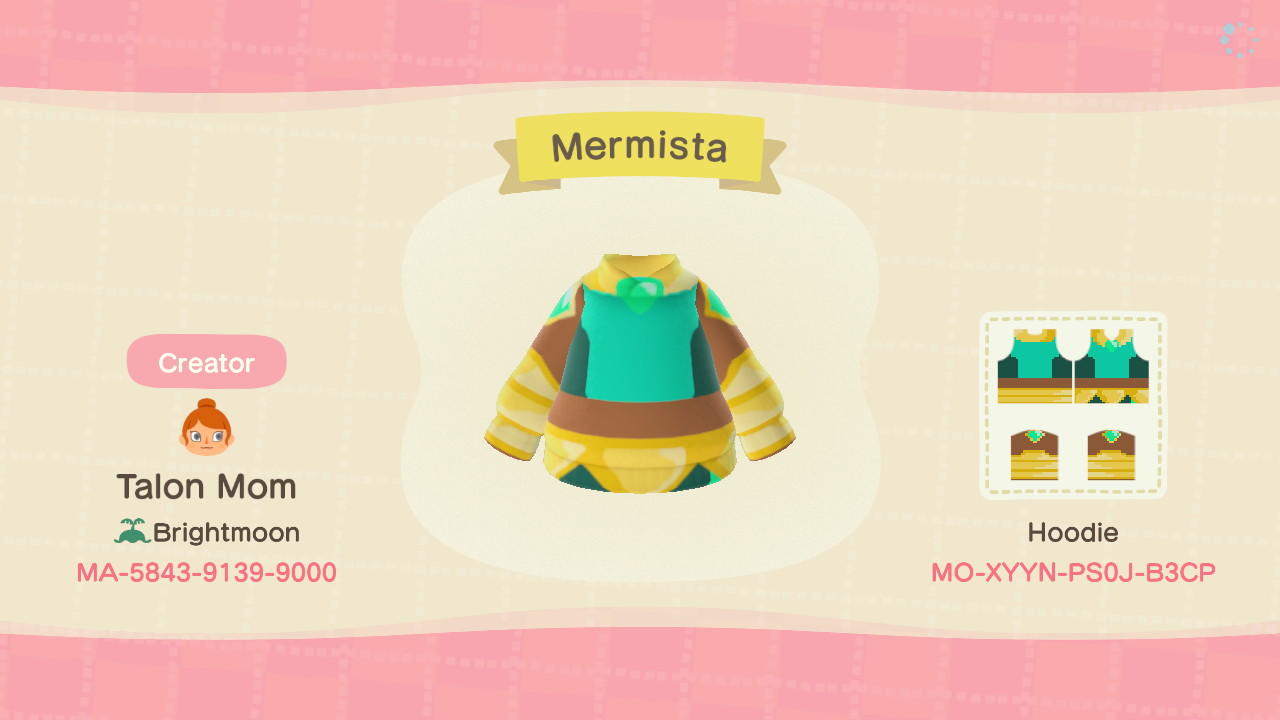 Mermista
Creator
Talon Mom
Brightmoon
MA-5843-9139-9000
Hoodie
MO-XYYN-PS0J-B3CP